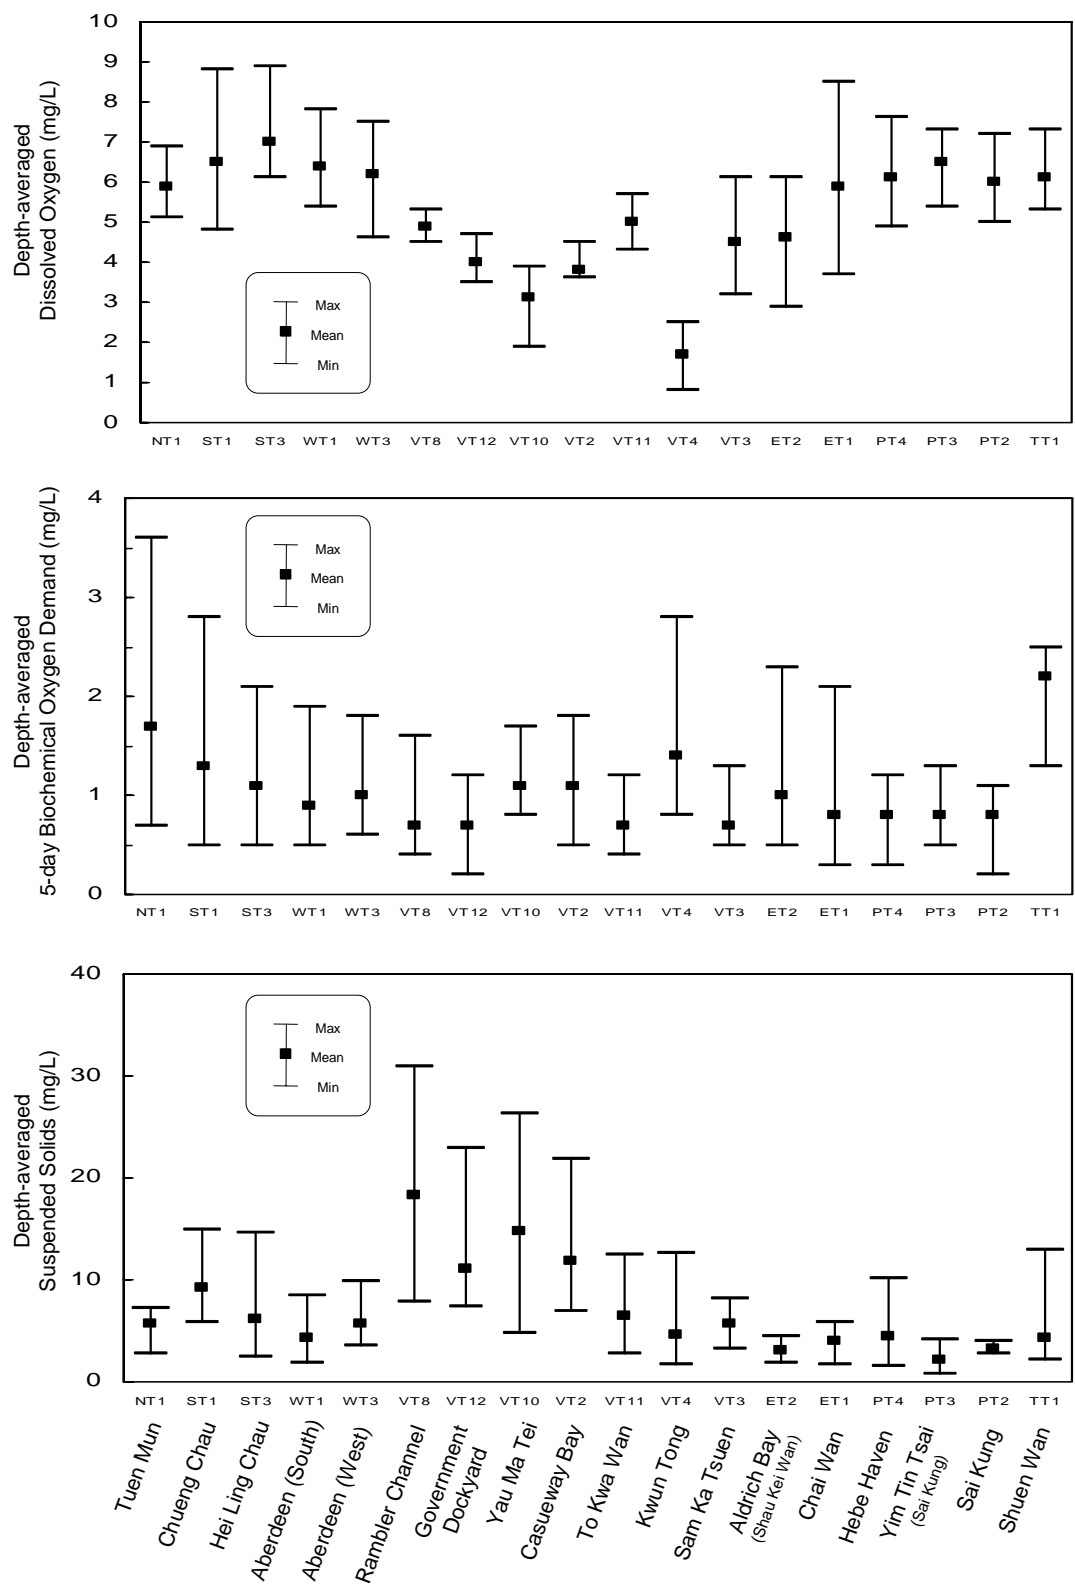 Depth-averaged
Dissolved Oxygen (mg/L)
10
9
8
7
6
5
4
3
2
1
0
Max
Mean
Min
NT1 ST1 ST3 WT1 WT3 VT8 VT12 VT10 VT2 VT11 VT4 VT3 ET2 ET1 PT4 PT3 PT2 TT1
Depth-averaged
5-day Biochemical Oxygen Demand (mg/L)
4
3
2
1
0
Max
Mean
Min
NT1 ST1 ST3 WT1 WT3 VT8 VT12 VT10 VT2 VT11 VT4 VT3 ET2 ET1 PT4 PT3 PT2 TT1
Depth-averaged
Suspended Solids (mg/L)
40
30
20
10
0
Max
Mean
Min
NT1 ST1 ST3 WT1 WT3 VT8 VT12 VT10 VT2 VT11 VT4 VT3 ET2 ET1 PT4 PT3 PT2 TT1
Tuen Mun
Chueng Chau
Hei Ling Chau
Aberdeen (South)
Aberdeen (West)
Rambler Channel
Government
Dockyard
Yau Ma Tei
Casueway Bay
To Kwa Wan
Kwun Tong
Sam Ka Tsuen
Aldrich Bay
(Shau Kei Wan)
Chai Wan
Hebe Haven
Yim Tin Tsai
(Sai Kung)
Sai Kung
Shuen Wan